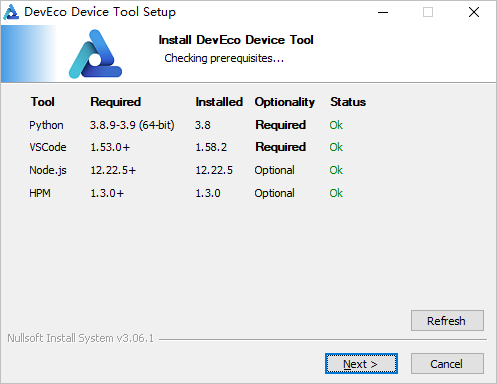 DevEco Device Tool Setup
Install DevEco Device Tool
Checking prerequisites...
Tool Required Installed Optionality Status
Python 3.8.9-3.9 (64-bit) 3.8 Required Ok
VSCode 1.53.0+ 1.58.2 Required Ok
Node.js 12.22.5+ 12.22.5 Optional Ok
HPM 1.3.0+ 1.3.0 Optional Ok
Refresh
Nullsoft Install System v3.06.1
Next > Cancel